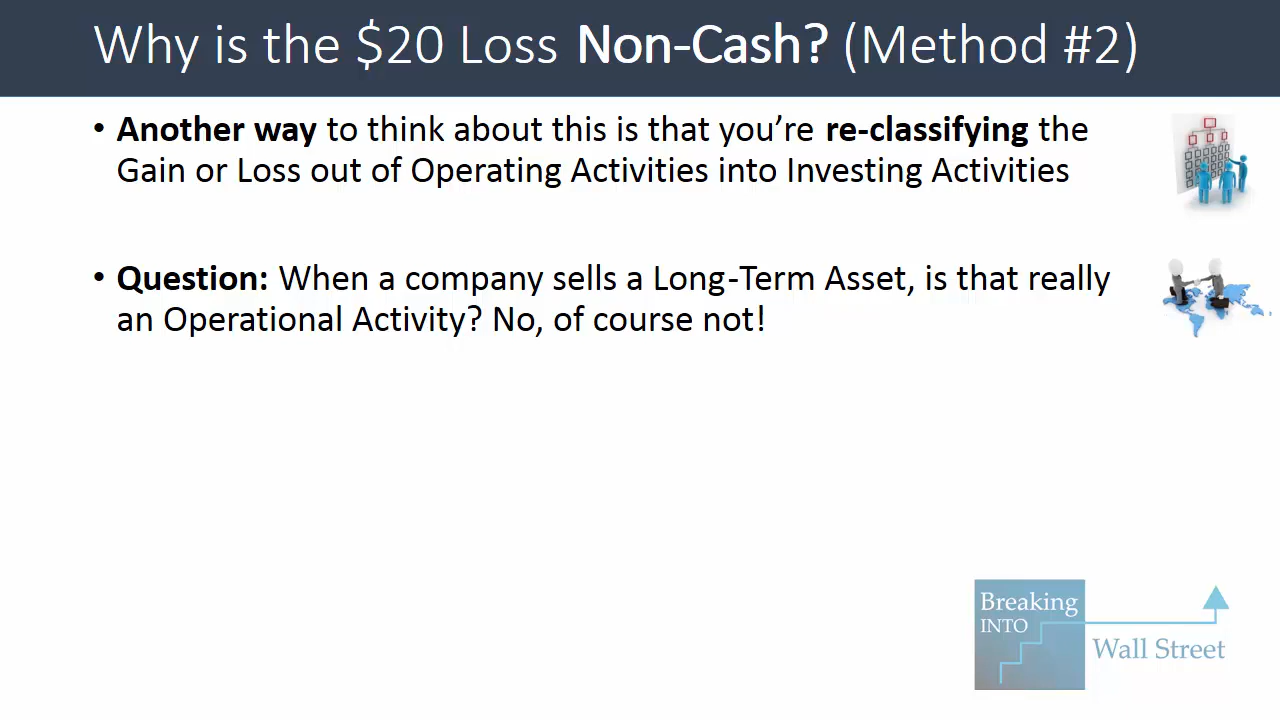 Why is the $20 Loss Non-Cash? (Method #2)
• Another way to think about this is that you’re re-classifying the
Gain or Loss out of Operating Activities into Investing Activities
• Question: When a company sells a Long-Term Asset, is that really
an Operational Activity? No, of course not!
Breaking
INTO
Wall Street